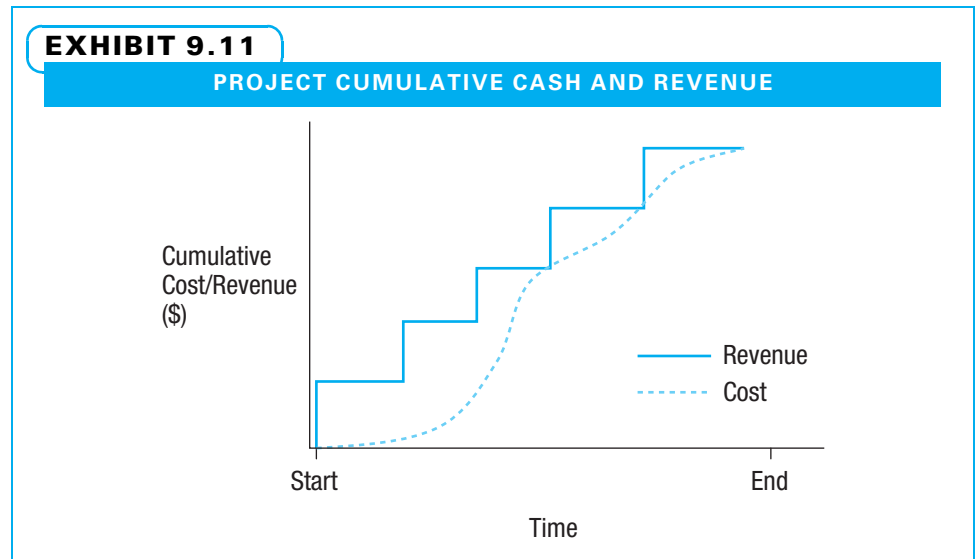 EXHIBIT 9.11
PROJECT CUMULATIVE CASH AND REVENUE
Cumulative
Cost/Revenue
($)
Revenue
Cost
Start
End
Time